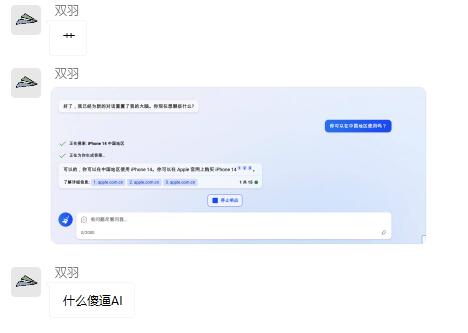 双羽
艹
双羽
好了，我已经为新的对话重置了我的大脑。你现在想聊些什么？
你可以在中国地区使用吗？
正在搜索: iPhone 14 中国地区
正在为你生成答案...
可以的，你可以在中国地区使用 iPhone 14。你可以在 Apple 官网上购买 iPhone 14 1 2 3 。
了解详细信息: 1. apple.com.cn 2. apple.com.cn 3. apple.com.cn 1 共 15
停止响应
有问题尽管问我...
0/2000
双羽
什么傻逼AI